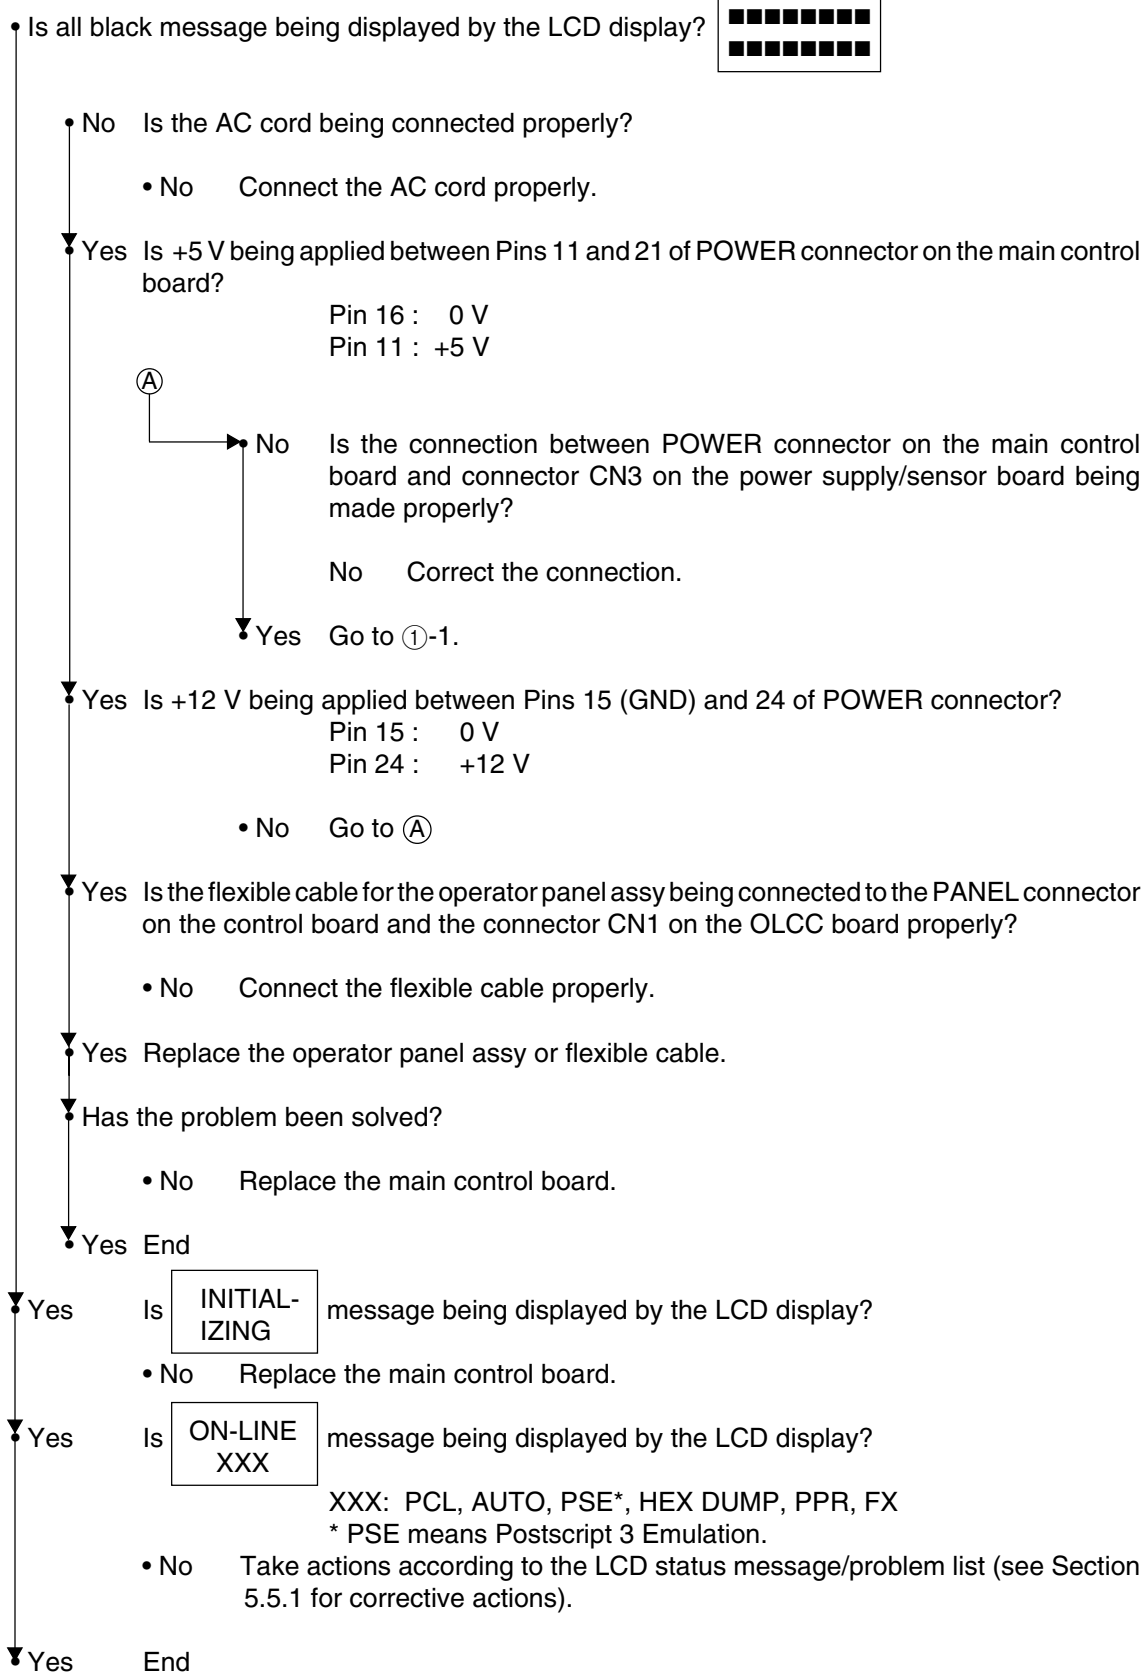 • Is all black message being displayed by the LCD display? ■■■■■■■■
■■■■■■■■
• No Is the AC cord being connected properly?
• No Connect the AC cord properly.
• Yes Is +5 V being applied between Pins 11 and 21 of POWER connector on the main control
board?
Pin 16 : 0 V
Pin 11 : +5 V
Ⓐ
• No Is the connection between POWER connector on the main control
board and connector CN3 on the power supply/sensor board being
made properly?
No Correct the connection.
• Yes Go to ①-1.
• Yes Is +12 V being applied between Pins 15 (GND) and 24 of POWER connector?
Pin 15 : 0 V
Pin 24 : +12 V
• No Go to Ⓐ
• Yes Is the flexible cable for the operator panel assy being connected to the PANEL connector
on the control board and the connector CN1 on the OLCC board properly?
• No Connect the flexible cable properly.
• Yes Replace the operator panel assy or flexible cable.
• Has the problem been solved?
• No Replace the main control board.
• Yes End
• Yes Is INITIAL-
IZING message being displayed by the LCD display?
• No Replace the main control board.
• Yes Is ON-LINE
XXX message being displayed by the LCD display?
XXX: PCL, AUTO, PSE*, HEX DUMP, PPR, FX
* PSE means Postscript 3 Emulation.
• No Take actions according to the LCD status message/problem list (see Section
5.5.1 for corrective actions).
• Yes End